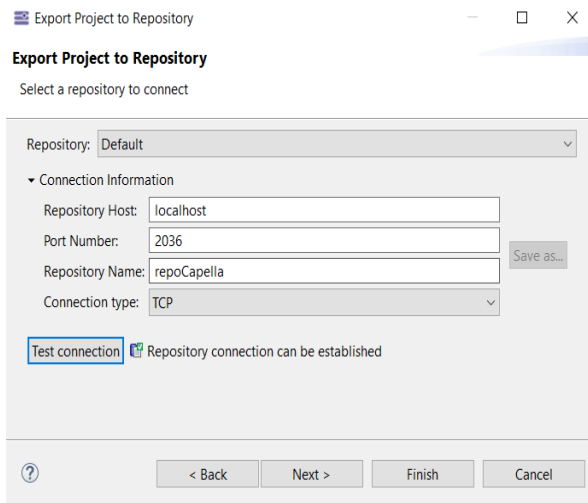 Export Project to Repository
Export Project to Repository
Select a repository to connect
Repository: Default
Connection Information
Repository Host: localhost
Port Number: 2036
Repository Name: repoCapella
Save as...
Connection type: TCP
Test connection Repository connection can be established
? < Back Next > Finish Cancel